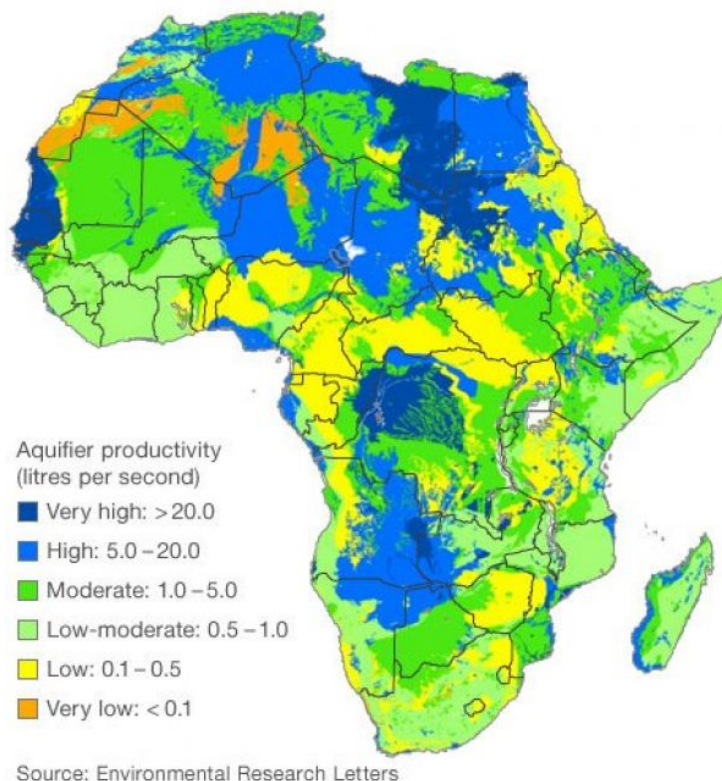 Aquifier productivity
(litres per second)
Very high: > 20.0
High: 5.0 – 20.0
Moderate: 1.0 – 5.0
Low-moderate: 0.5 – 1.0
Low: 0.1 – 0.5
Very low: < 0.1
Source: Environmental Research Letters